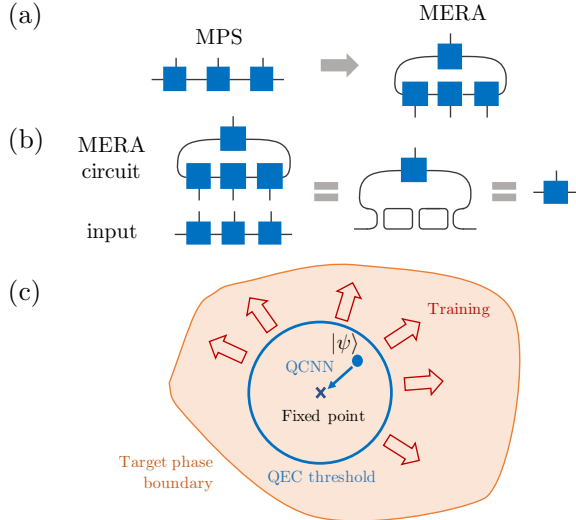 (a)
MPS
MERA
(b)
MERA
circuit
input
(c)
Training
|ψ⟩
QCNN
Fixed point
Target phase
boundary
QEC threshold